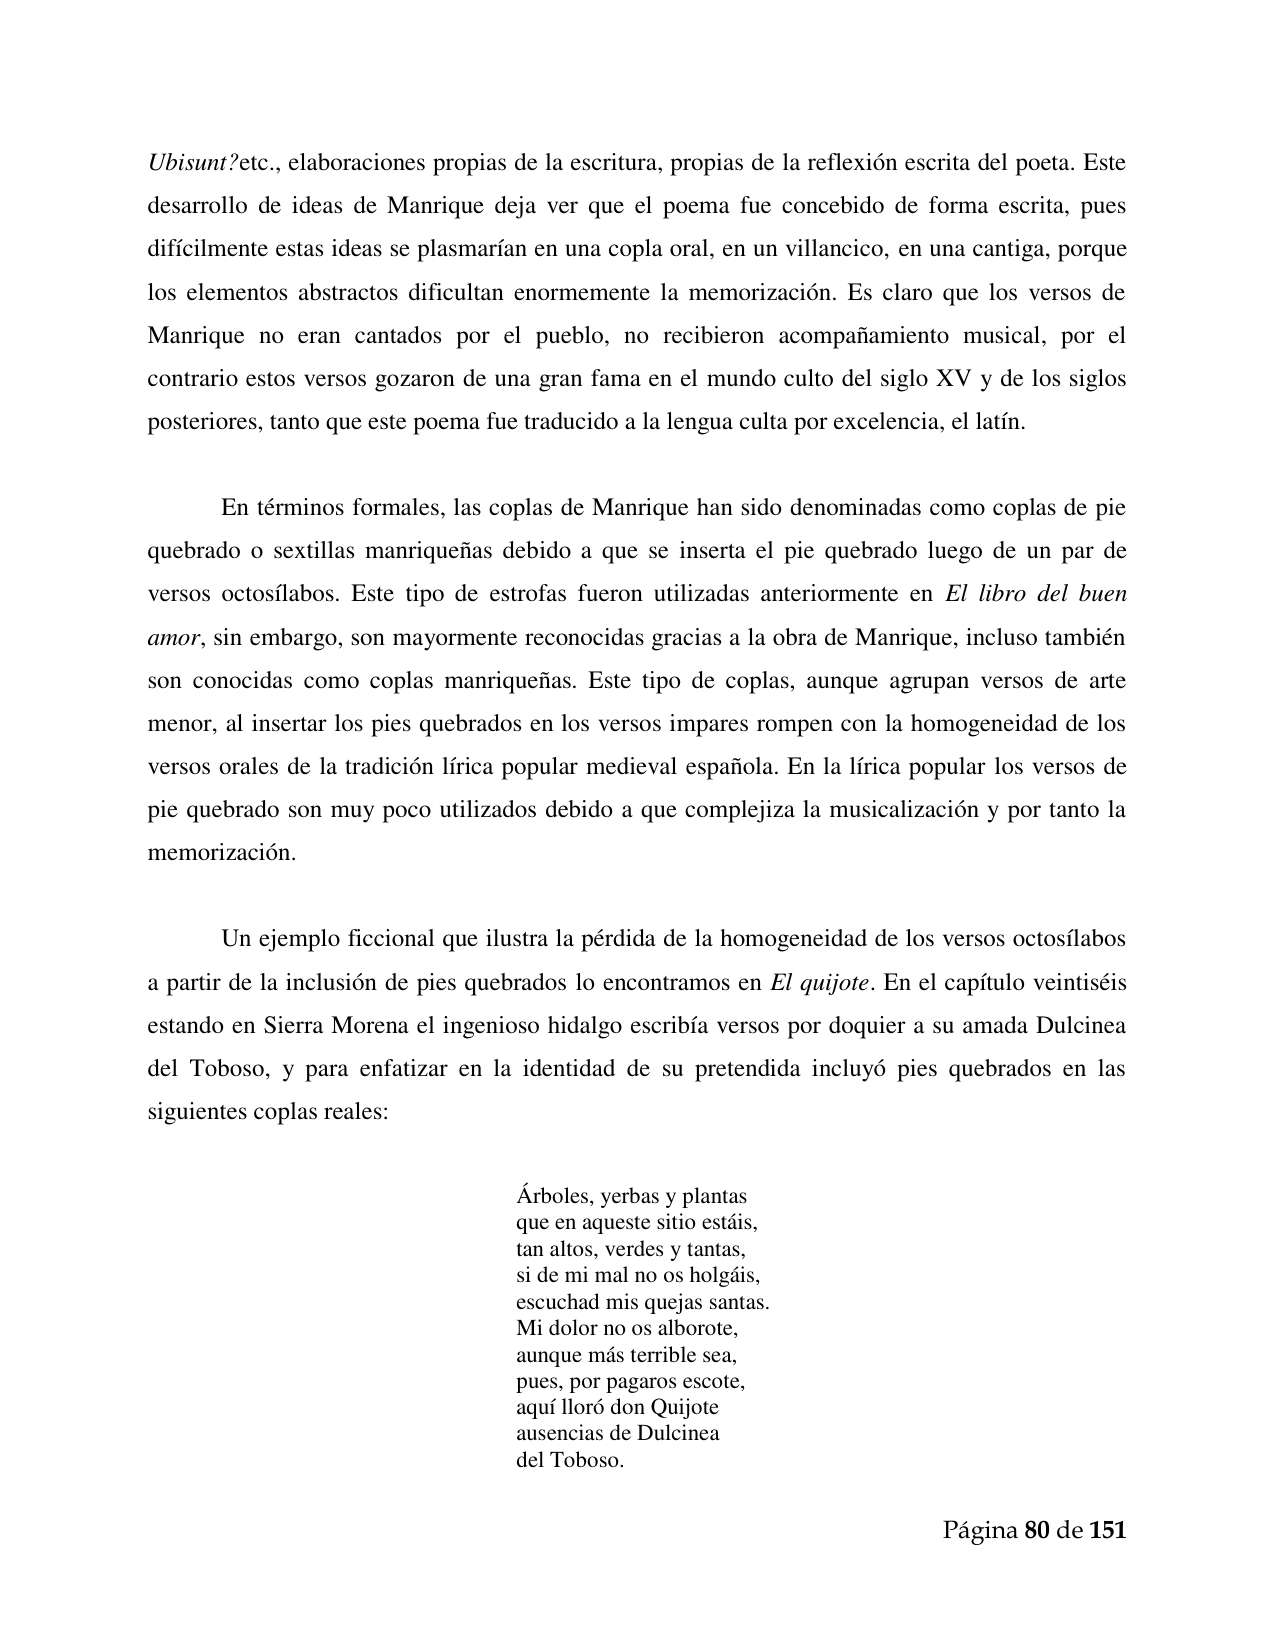 Ubisunt?etc., elaboraciones propias de la escritura, propias de la reflexión escrita del poeta. Este
desarrollo de ideas de Manrique deja ver que el poema fue concebido de forma escrita, pues
difícilmente estas ideas se plasmarían en una copla oral, en un villancico, en una cantiga, porque
los elementos abstractos dificultan enormemente la memorización. Es claro que los versos de
Manrique no eran cantados por el pueblo, no recibieron acompañamiento musical, por el
contrario estos versos gozaron de una gran fama en el mundo culto del siglo XV y de los siglos
posteriores, tanto que este poema fue traducido a la lengua culta por excelencia, el latín.
En términos formales, las coplas de Manrique han sido denominadas como coplas de pie
quebrado o sextillas manriqueñas debido a que se inserta el pie quebrado luego de un par de
versos octosílabos. Este tipo de estrofas fueron utilizadas anteriormente en El libro del buen
amor, sin embargo, son mayormente reconocidas gracias a la obra de Manrique, incluso también
son conocidas como coplas manriqueñas. Este tipo de coplas, aunque agrupan versos de arte
menor, al insertar los pies quebrados en los versos impares rompen con la homogeneidad de los
versos orales de la tradición lírica popular medieval española. En la lírica popular los versos de
pie quebrado son muy poco utilizados debido a que complejiza la musicalización y por tanto la
memorización.
Un ejemplo ficcional que ilustra la pérdida de la homogeneidad de los versos octosílabos
a partir de la inclusión de pies quebrados lo encontramos en El quijote. En el capítulo veintiséis
estando en Sierra Morena el ingenioso hidalgo escribía versos por doquier a su amada Dulcinea
del Toboso, y para enfatizar en la identidad de su pretendida incluyó pies quebrados en las
siguientes coplas reales:
Árboles, yerbas y plantas
que en aqueste sitio estáis,
tan altos, verdes y tantas,
si de mi mal no os holgáis,
escuchad mis quejas santas.
Mi dolor no os alborote,
aunque más terrible sea,
pues, por pagaros escote,
aquí lloró don Quijote
ausencias de Dulcinea
del Toboso.
Página 80 de 151